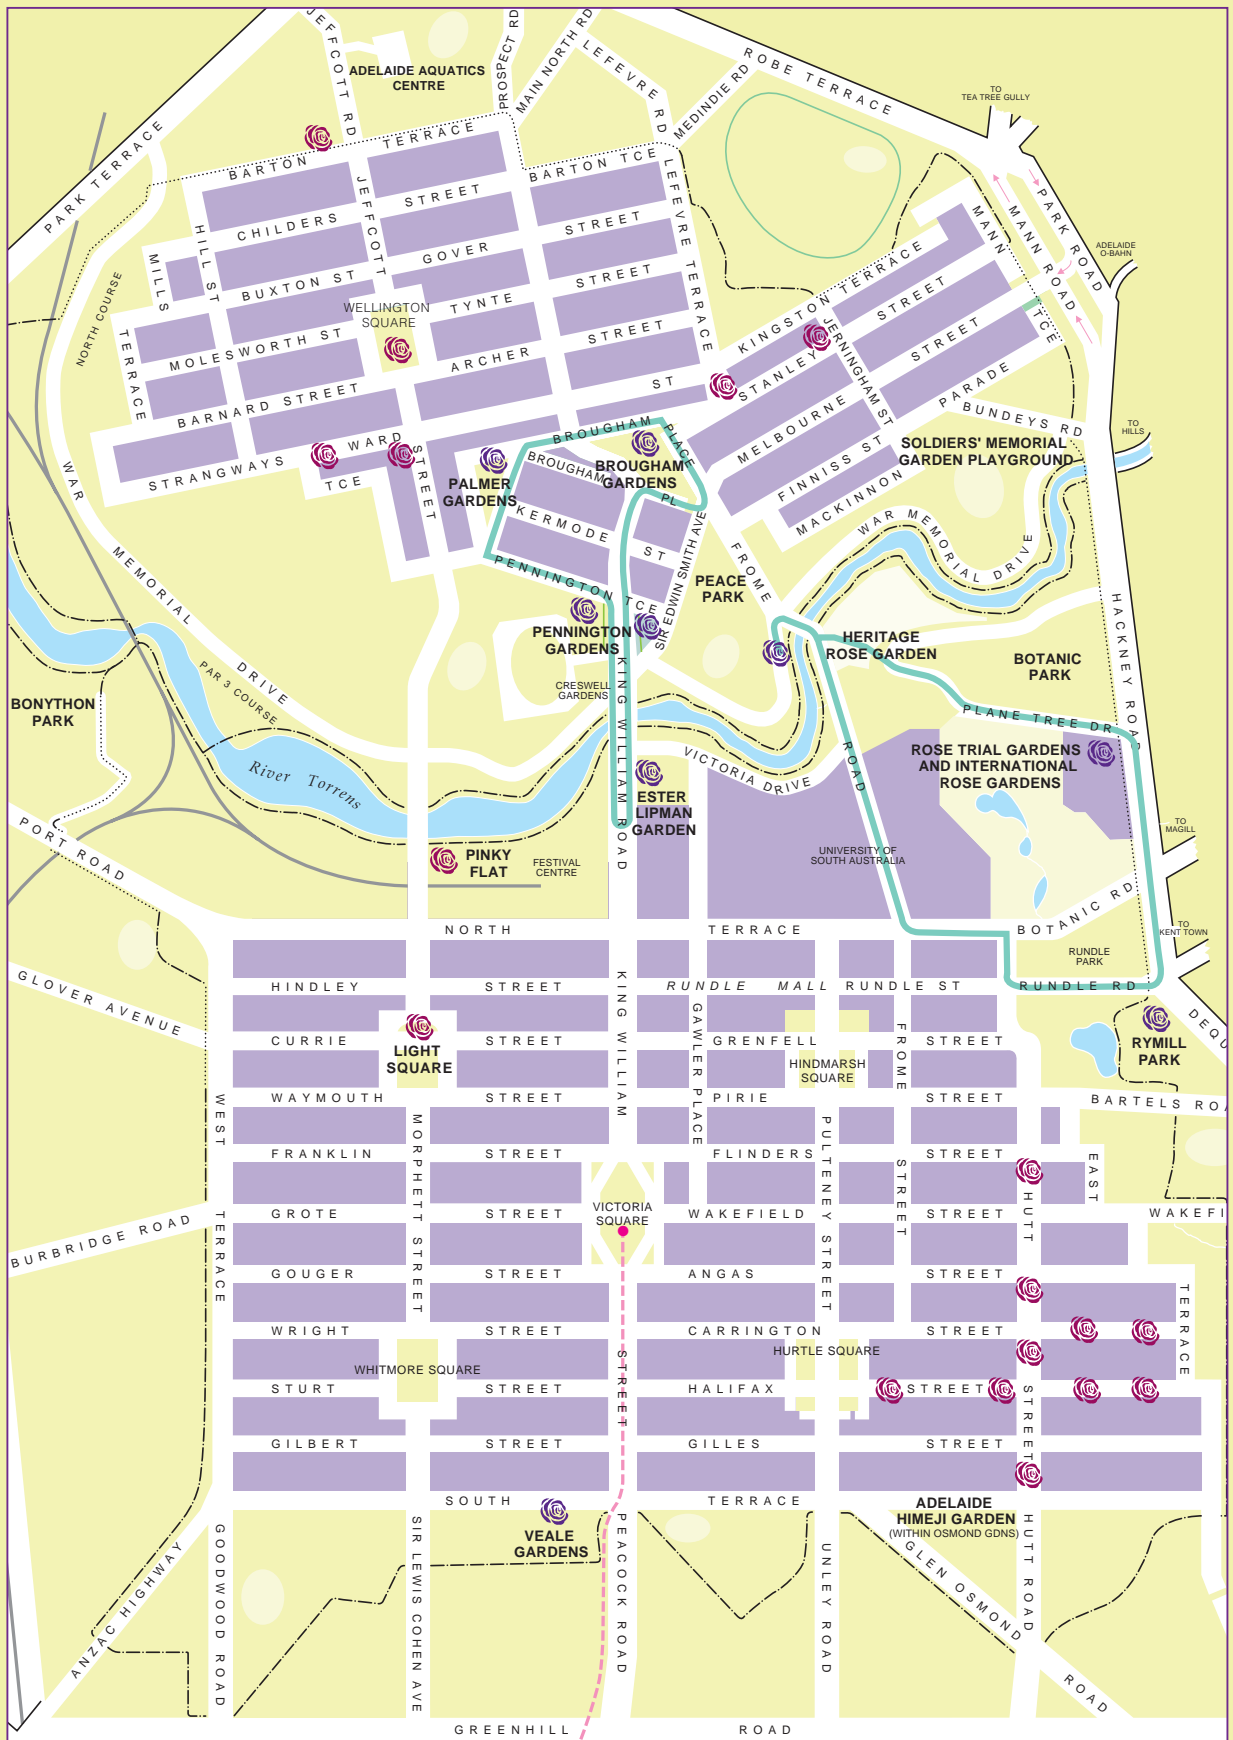 JEFFCOTT RD
PROSPECT RD
MAIN NORTH RD
LEFEVRE RD
MEDINDIE RD
ROBE TERRACE
ADELAIDE AQUATICS
CENTRE
TO
TEA TREE GULLY
PARK TERRACE
BARTON TERRACE
BARTON TCE
LEFEVRE TERRACE
JEFFCOTT STREET
CHILDERS STREET
HILL ST
MILLS TERRACE
GOVER STREET
BUXTON ST
TYNTE STREET
WELLINGTON
SQUARE
MOLESWORTH ST
ARCHER STREET
BARNARD STREET
WARD ST
STRANGWAYS TCE
NORTH COURSE
MANN TCE
MANN ROAD
PARK ROAD
ADELAIDE
O-BAHN
KINGSTON TERRACE
STANLEY STREET
JERNINGHAM ST
MELBOURNE STREET
FINNISS ST
MACKINNON PARADE
BUNDEYS RD
TO
HILLS
SOLDIERS' MEMORIAL
GARDEN PLAYGROUND
BROUGHAM PLACE
BROUGHAM
GARDENS
BROUGHAM PL
PALMER
GARDENS
KERMODE ST
PENNINGTON TCE
SIR EDWIN SMITH AVE
FROME ROAD
PEACE
PARK
WAR MEMORIAL DRIVE
WAR MEMORIAL DRIVE
HACKNEY ROAD
PENNINGTON
GARDENS
HERITAGE
ROSE GARDEN
BOTANIC
PARK
CRESWELL
GARDENS
KING WILLIAM ROAD
PAR 3 COURSE
BONYTHON
PARK
River Torrens
PLANE TREE DR
ROSE TRIAL GARDENS
AND INTERNATIONAL
ROSE GARDENS
VICTORIA DRIVE
ESTER
LIPMAN
GARDEN
PORT ROAD
PINKY
FLAT
FESTIVAL
CENTRE
UNIVERSITY OF
SOUTH AUSTRALIA
TO
MAGILL
BOTANIC RD
TO
KENT TOWN
NORTH TERRACE
RUNDLE
PARK
GLOVER AVENUE
HINDLEY STREET
RUNDLE MALL
RUNDLE ST
RUNDLE RD
KING WILLIAM STREET
GAWLER PLACE
FROME STREET
LIGHT
SQUARE
CURRIE STREET
GRENFELL STREET
HINDMARSH
SQUARE
RYMILL
PARK
DEQU
WAYMOUTH STREET
PIRIE STREET
BARTELS ROA
WEST TERRACE
MORPHETT STREET
PULTENEY STREET
FRANKLIN STREET
FLINDERS STREET
EAST TERRACE
HUTT STREET
VICTORIA
SQUARE
GROTE STREET
WAKEFIELD STREET
WAKEFI
BURBRIDGE ROAD
GOUGER STREET
ANGAS STREET
WRIGHT STREET
CARRINGTON STREET
WHITMORE SQUARE
HURTLE SQUARE
STURT STREET
HALIFAX STREET
GILBERT STREET
GILLES STREET
SOUTH TERRACE
VEALE
GARDENS
ADELAIDE
HIMEJI GARDEN
(WITHIN OSMOND GDNS)
ANZAC HIGHWAY
GOODWOOD ROAD
SIR LEWIS COHEN AVE
PEACOCK ROAD
UNLEY ROAD
GLEN OSMOND ROAD
HUTT ROAD
GREENHILL ROAD